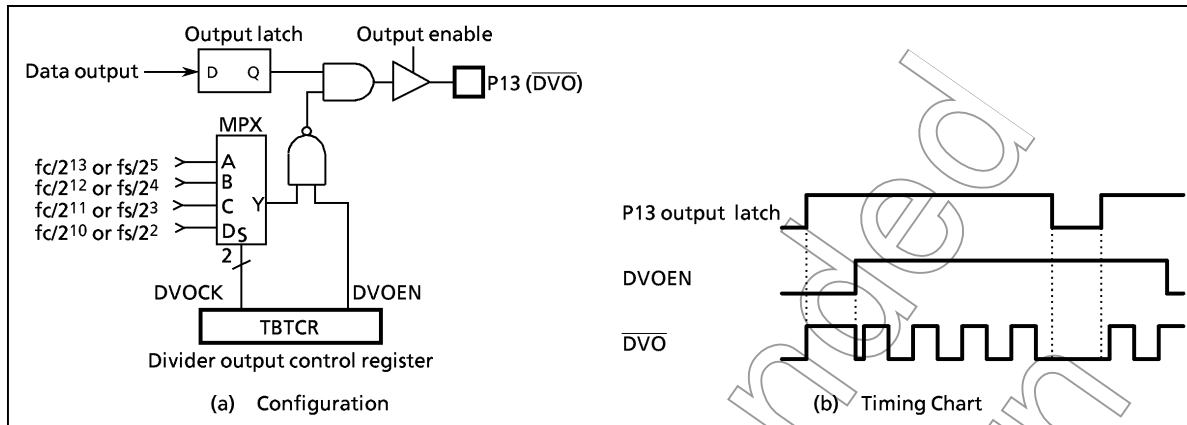 Output latch
Output enable
Data output
D Q
P13 (DVO)
MPX
fc/2¹³ or fs/2⁵ A
fc/2¹² or fs/2⁴ B
fc/2¹¹ or fs/2³ C Y
fc/2¹⁰ or fs/2² D S
2
DVOCK
DVOEN
TBTCR
Divider output control register
(a) Configuration
P13 output latch
DVOEN
DVO
(b) Timing Chart